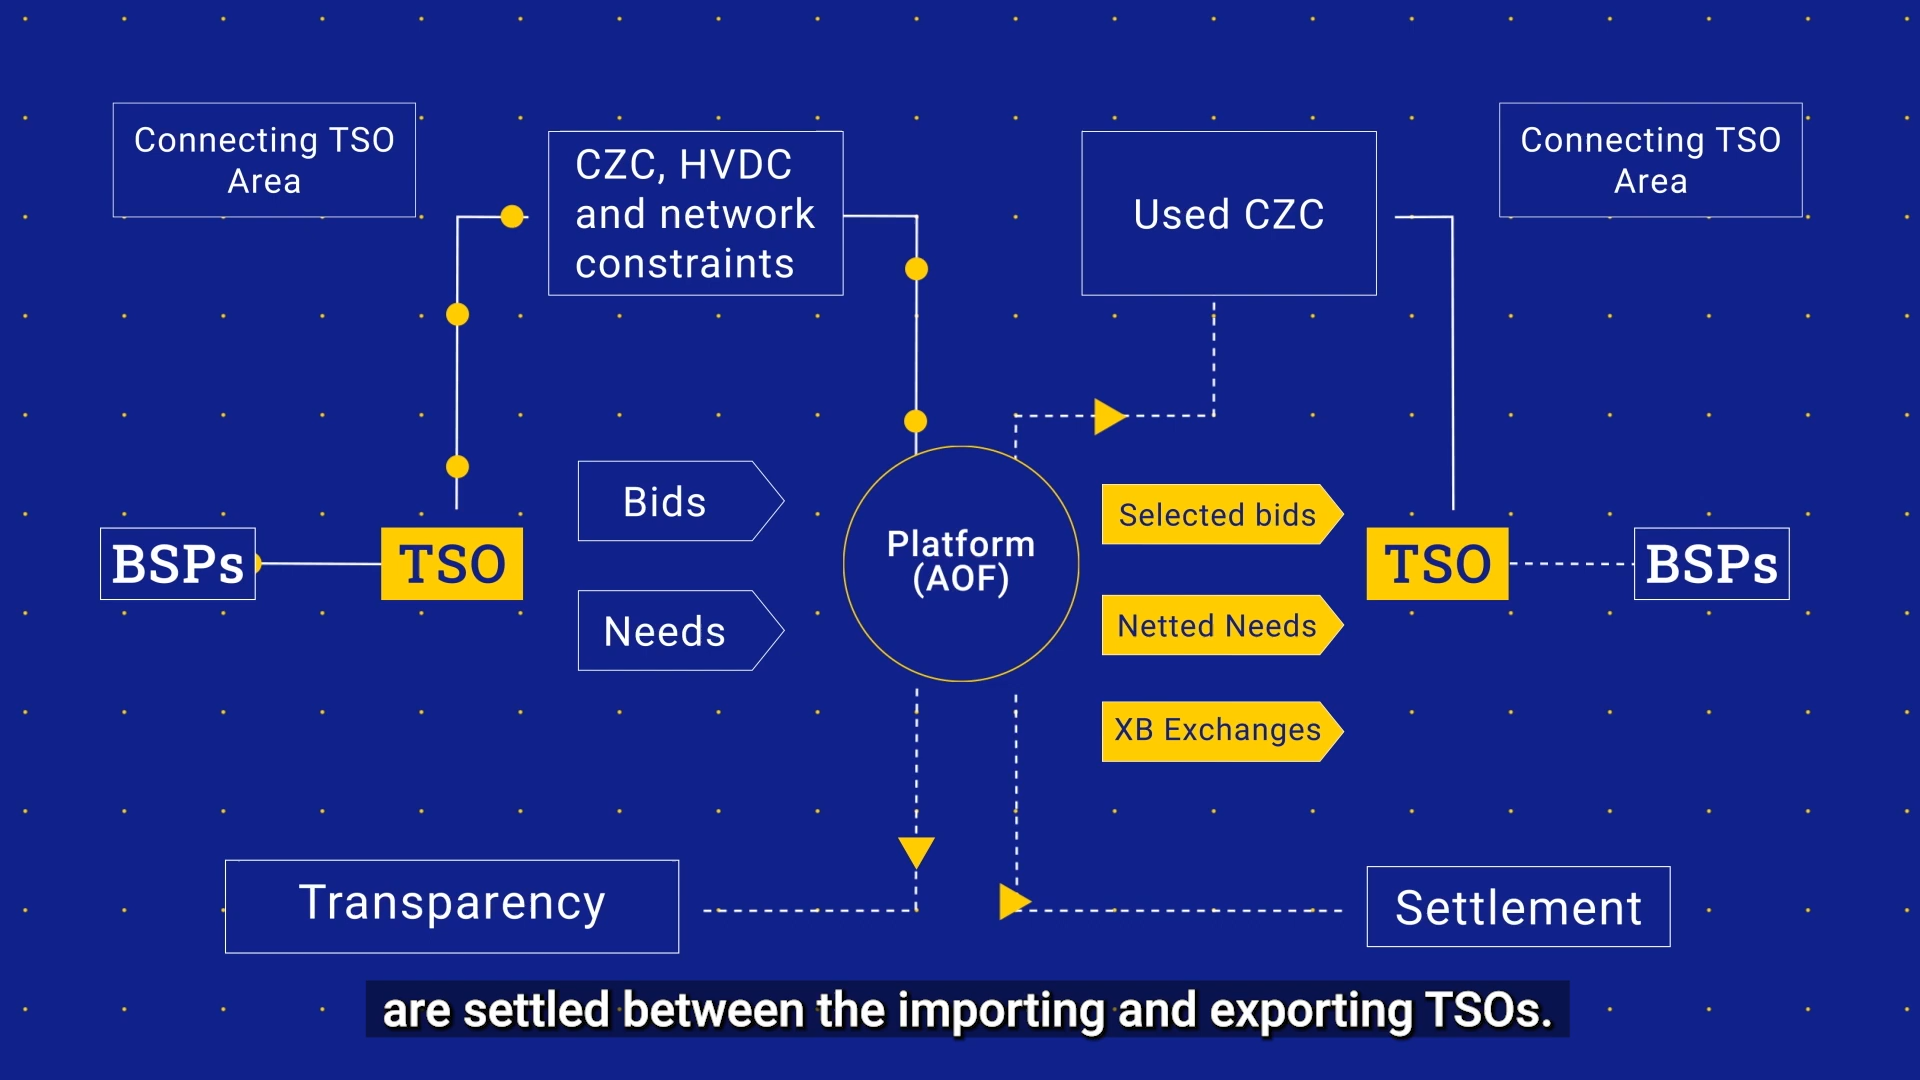 Connecting TSO
Area
CZC, HVDC
and network
constraints
Used CZC
Connecting TSO
Area
Bids
Needs
BSPs
TSO
Platform
(AOF)
Selected bids
Netted Needs
XB Exchanges
TSO
BSPs
Transparency
Settlement
are settled between the importing and exporting TSOs.